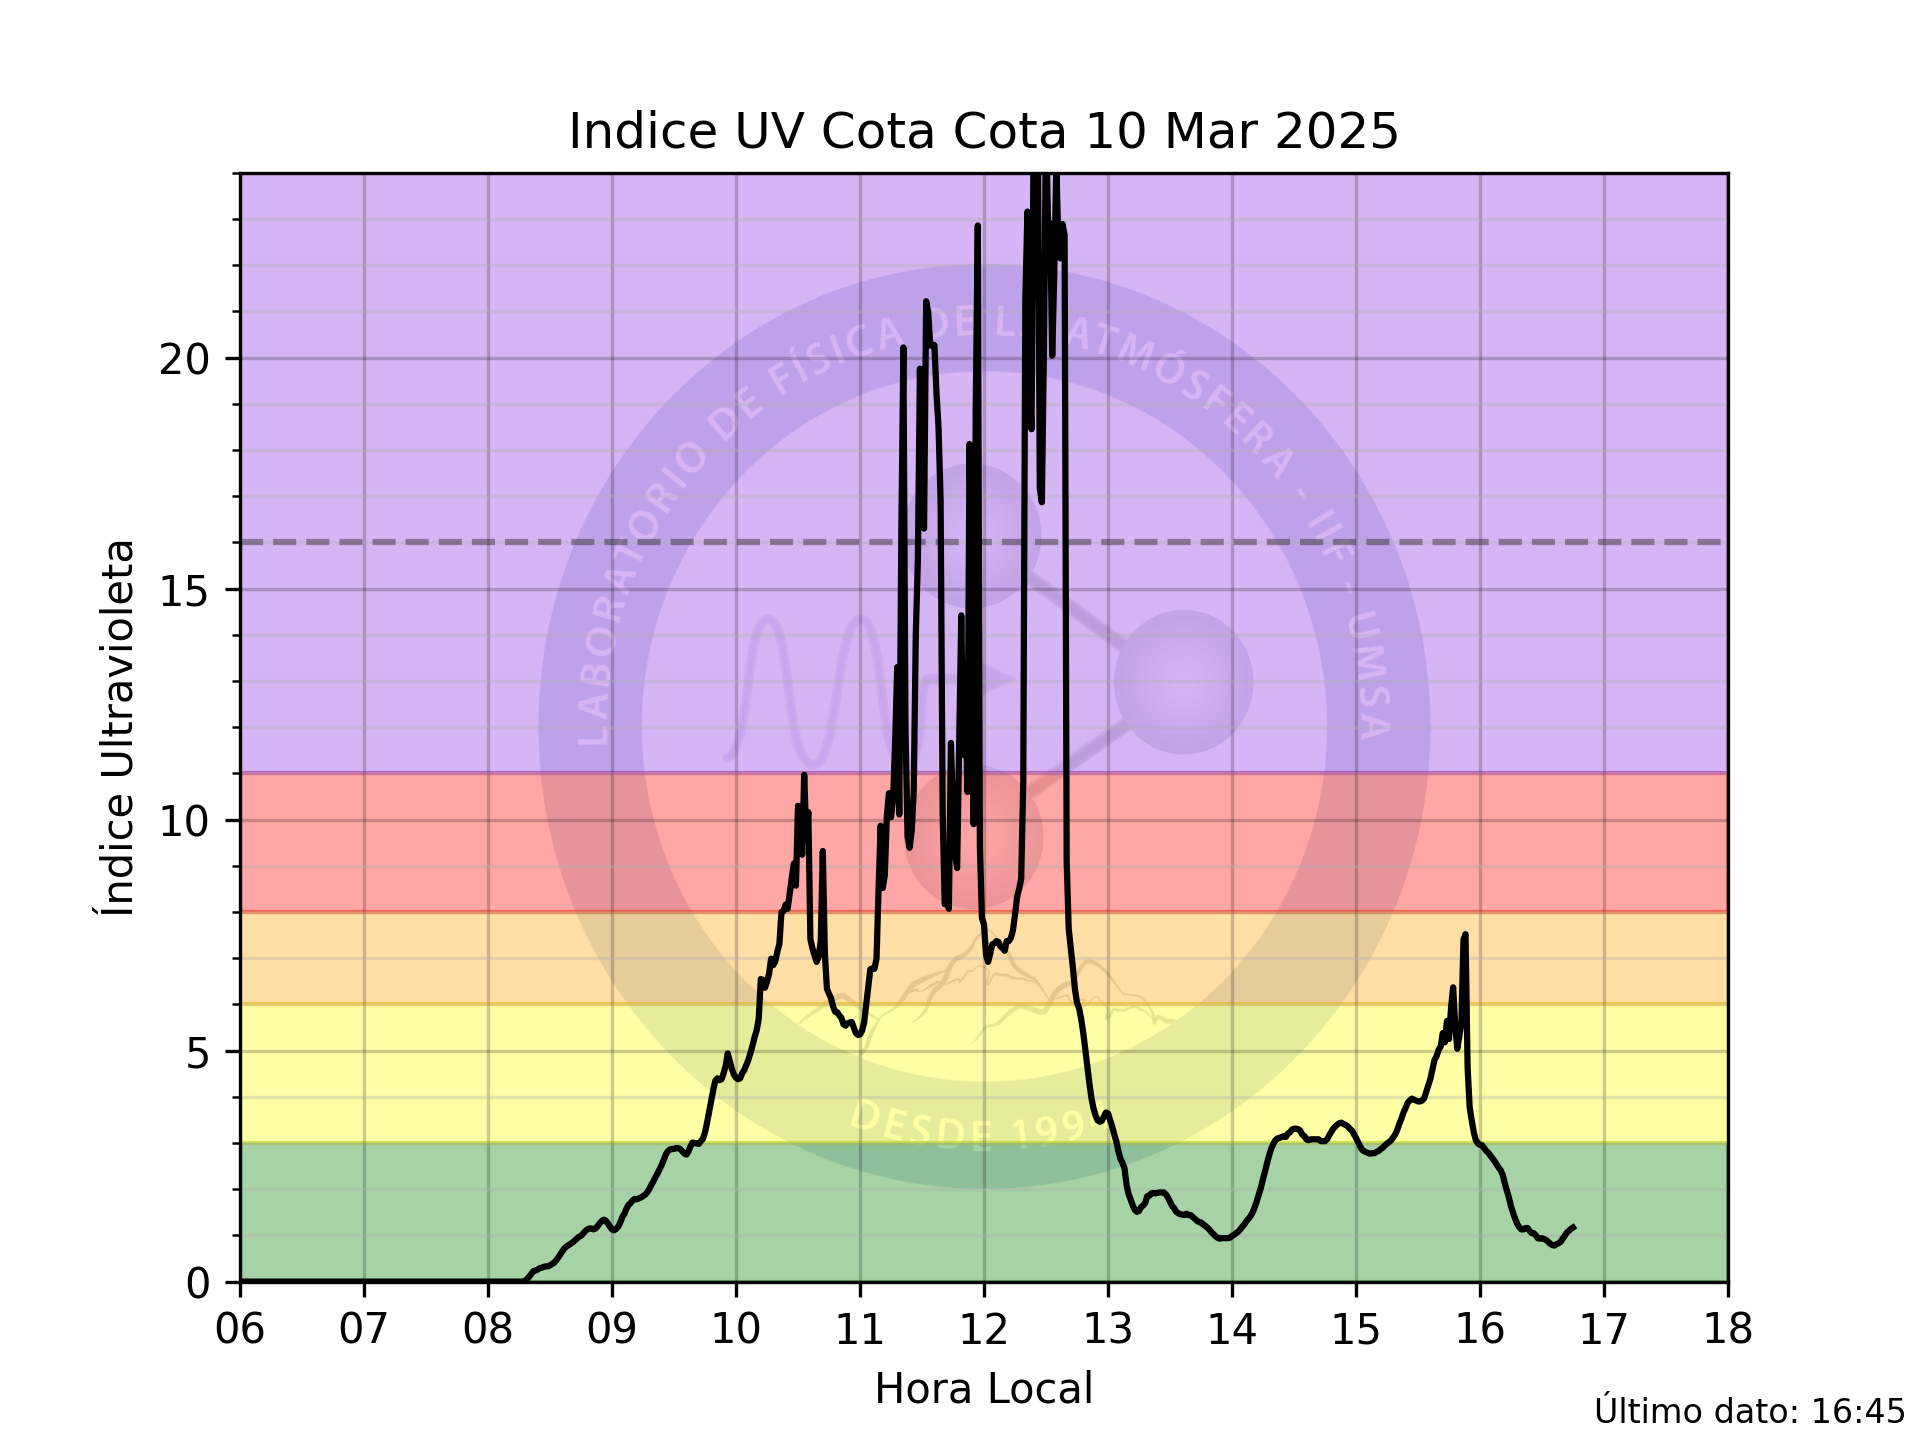 Indice UV Cota Cota 10 Mar 2025
Índice Ultravioleta
20
15
10
5
0
LABORATORIO DE FÍSICA DE LA ATMÓSFERA - IIF - UMSA
DESDE
06 07 08 09 10 11 12 13 14 15 16 17 18
Hora Local
Último dato: 16:45